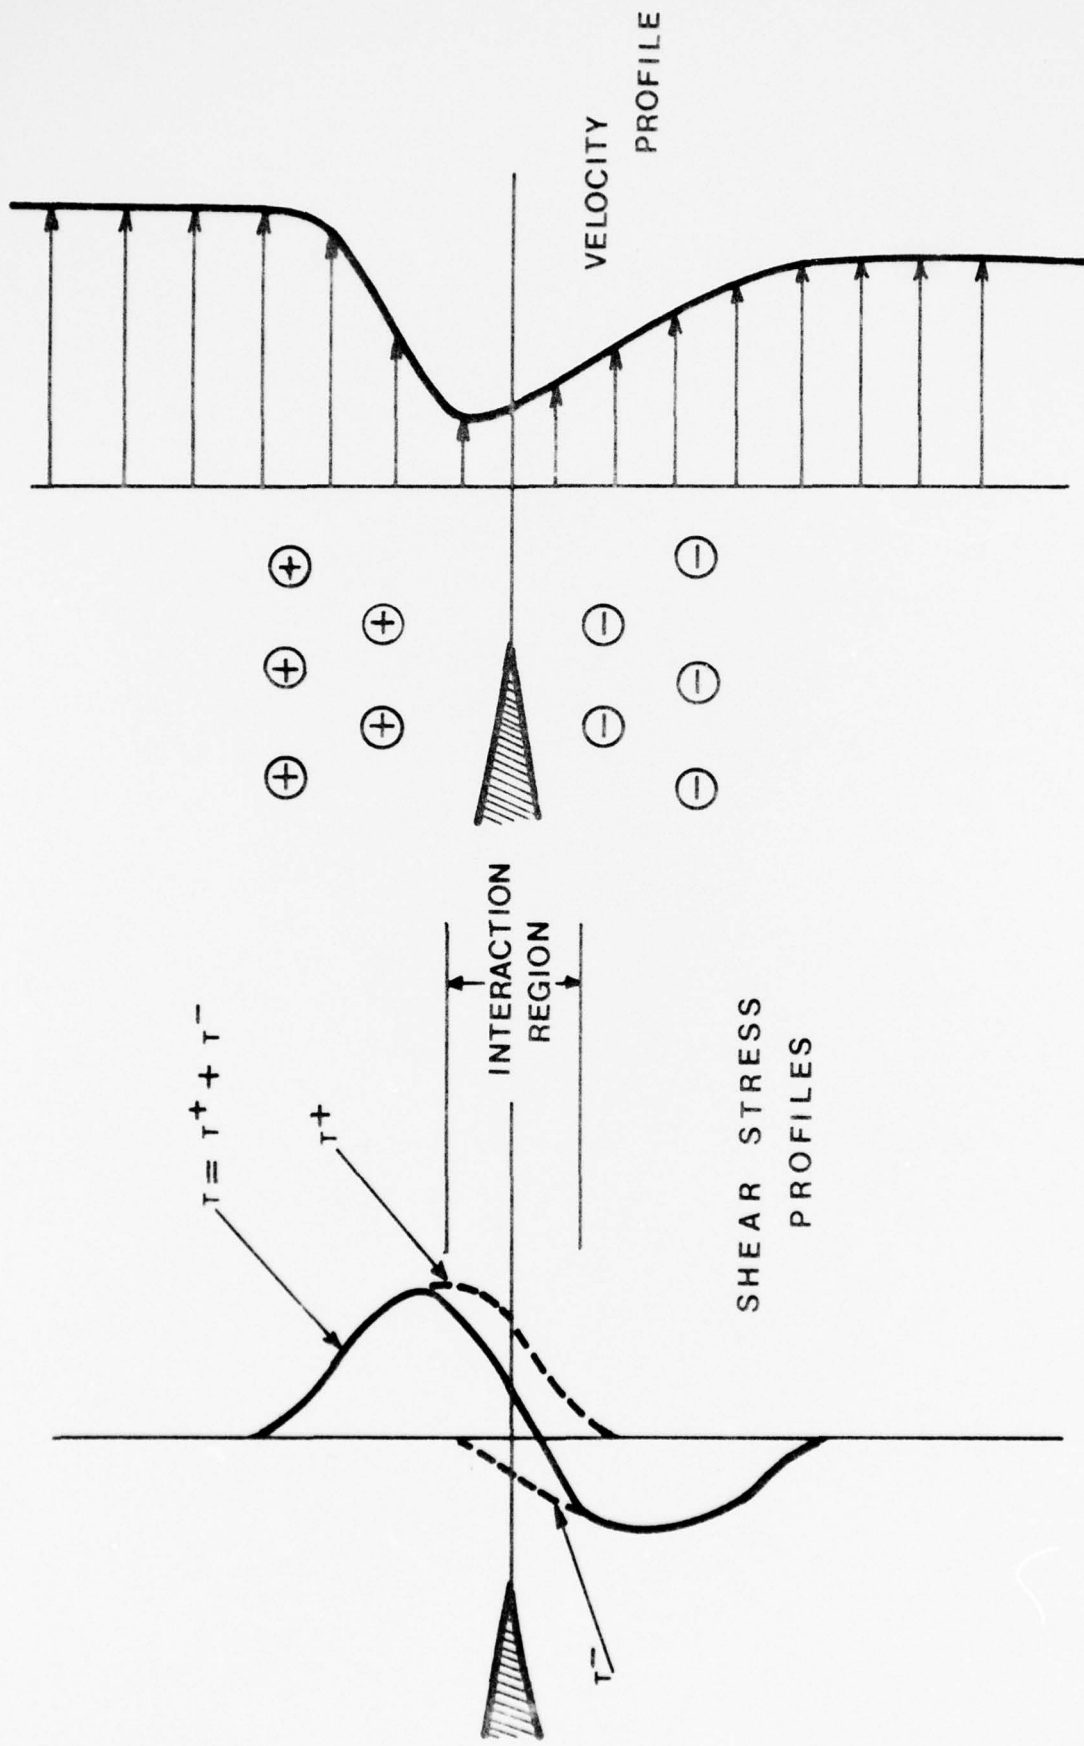 VELOCITY
PROFILE
⊕ ⊕ ⊕
⊕ ⊕
⊖ ⊖
⊖ ⊖ ⊖
τ = τ⁺ + τ⁻
τ⁺
INTERACTION
REGION
τ⁻
SHEAR STRESS
PROFILES